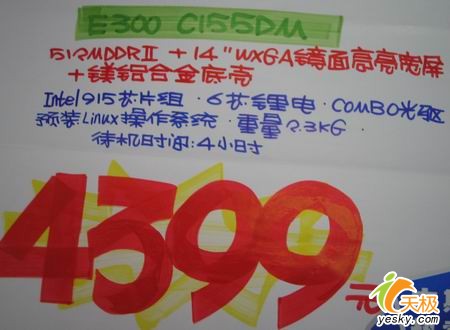 E300 C155DM
512MDDRⅡ + 14"WXGA镜面高亮宽屏
+镁铝合金底壳
Intel915芯片组·6芯锂电·COMBO光驱
预装Linux操作系统·重量2.3KG·
待机时间:4小时
4399
元
天极
yesky.com